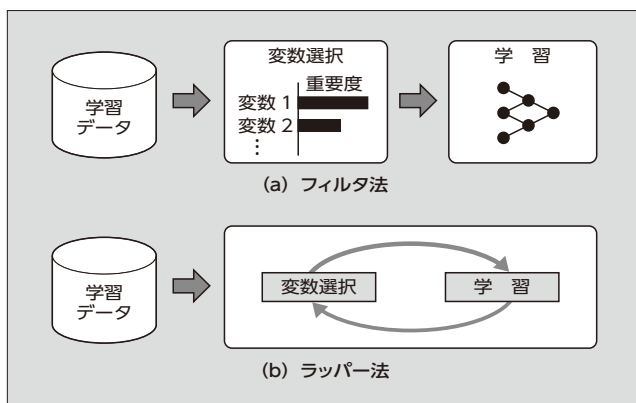 学習
データ
変数選択
重要度
変数 1
変数 2
⋮
学 習
(a) フィルタ法
学習
データ
変数選択
学 習
(b) ラッパー法